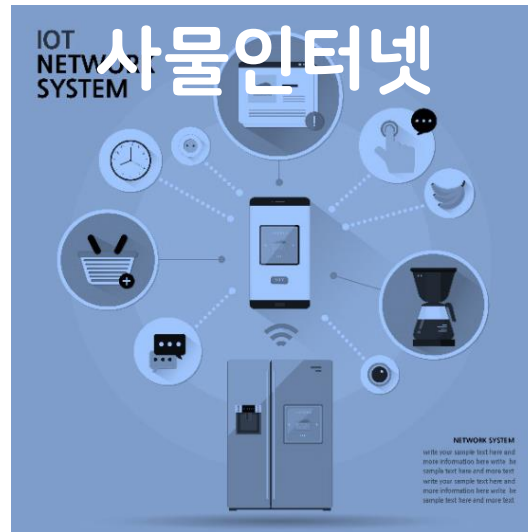 IOT
NETWORK
SYSTEM
사물인터넷
NETWORK SYSTEM
write your sample text here and
more information here write be
sample text here and more text
write your sample text here and
more information here write be
sample text here and more text